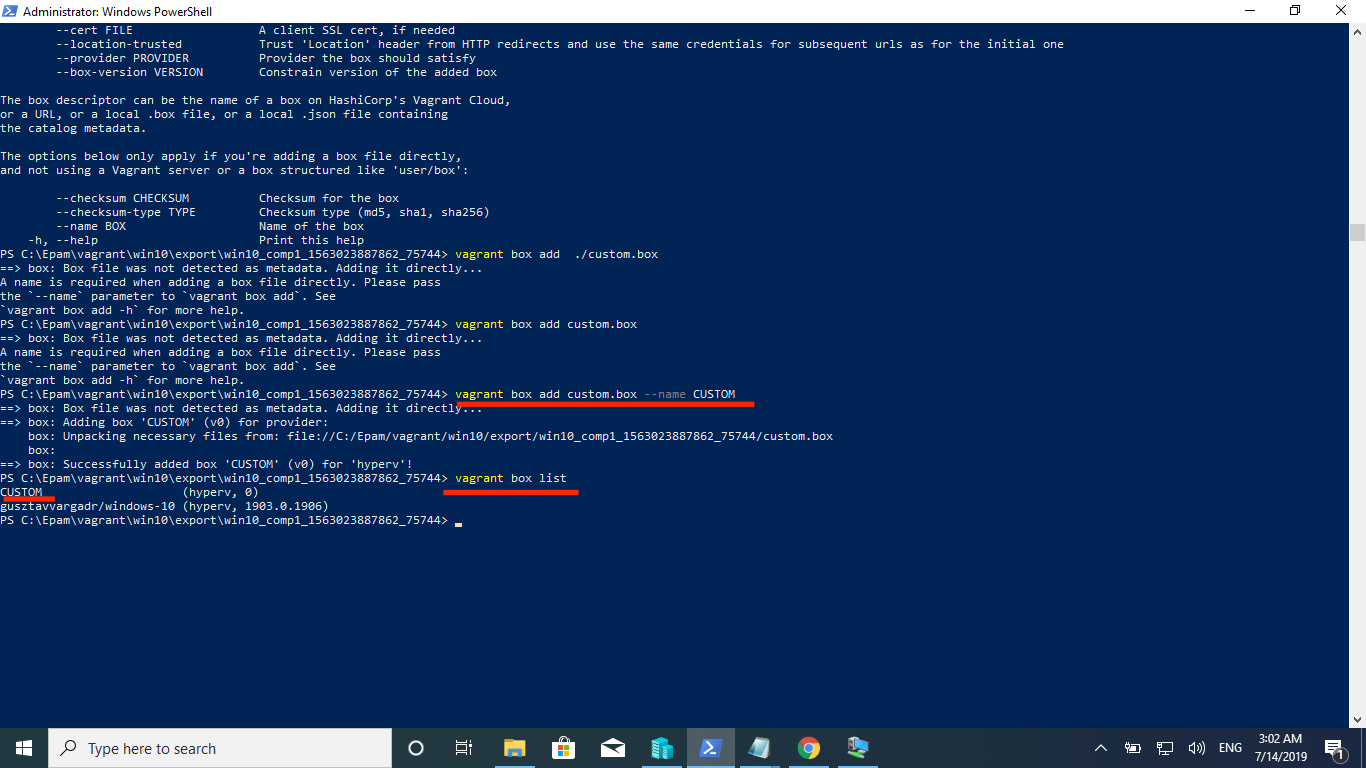 Administrator: Windows PowerShell
--cert FILE                  A client SSL cert, if needed
--location-trusted           Trust 'Location' header from HTTP redirects and use the same credentials for subsequent urls as for the initial one
--provider PROVIDER          Provider the box should satisfy
--box-version VERSION        Constrain version of the added box
The box descriptor can be the name of a box on HashiCorp's Vagrant Cloud,
or a URL, or a local .box file, or a local .json file containing
the catalog metadata.
The options below only apply if you're adding a box file directly,
and not using a Vagrant server or a box structured like 'user/box':
--checksum CHECKSUM          Checksum for the box
--checksum-type TYPE         Checksum type (md5, sha1, sha256)
--name BOX                   Name of the box
-h, --help                       Print this help
PS C:\Epam\vagrant\win10\export\win10_comp1_1563023887862_75744> vagrant box add  ./custom.box
==> box: Box file was not detected as metadata. Adding it directly...
A name is required when adding a box file directly. Please pass
the `--name` parameter to `vagrant box add`. See
`vagrant box add -h` for more help.
PS C:\Epam\vagrant\win10\export\win10_comp1_1563023887862_75744> vagrant box add custom.box
==> box: Box file was not detected as metadata. Adding it directly...
A name is required when adding a box file directly. Please pass
the `--name` parameter to `vagrant box add`. See
`vagrant box add -h` for more help.
PS C:\Epam\vagrant\win10\export\win10_comp1_1563023887862_75744> vagrant box add custom.box --name CUSTOM
==> box: Box file was not detected as metadata. Adding it directly...
==> box: Adding box 'CUSTOM' (v0) for provider:
box: Unpacking necessary files from: file://C:/Epam/vagrant/win10/export/win10_comp1_1563023887862_75744/custom.box
box:
==> box: Successfully added box 'CUSTOM' (v0) for 'hyperv'!
PS C:\Epam\vagrant\win10\export\win10_comp1_1563023887862_75744> vagrant box list
CUSTOM                    (hyperv, 0)
gusztavvargadr/windows-10 (hyperv, 1903.0.1906)
PS C:\Epam\vagrant\win10\export\win10_comp1_1563023887862_75744>
Type here to search
ENG
3:02 AM
7/14/2019
1